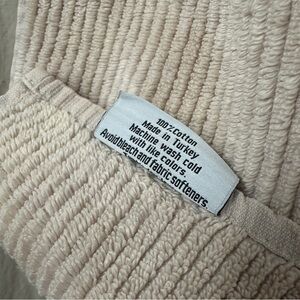 100% Cotton
Made in Turkey
Machine wash cold
with like colors.
Avoid bleach and fabric softeners.